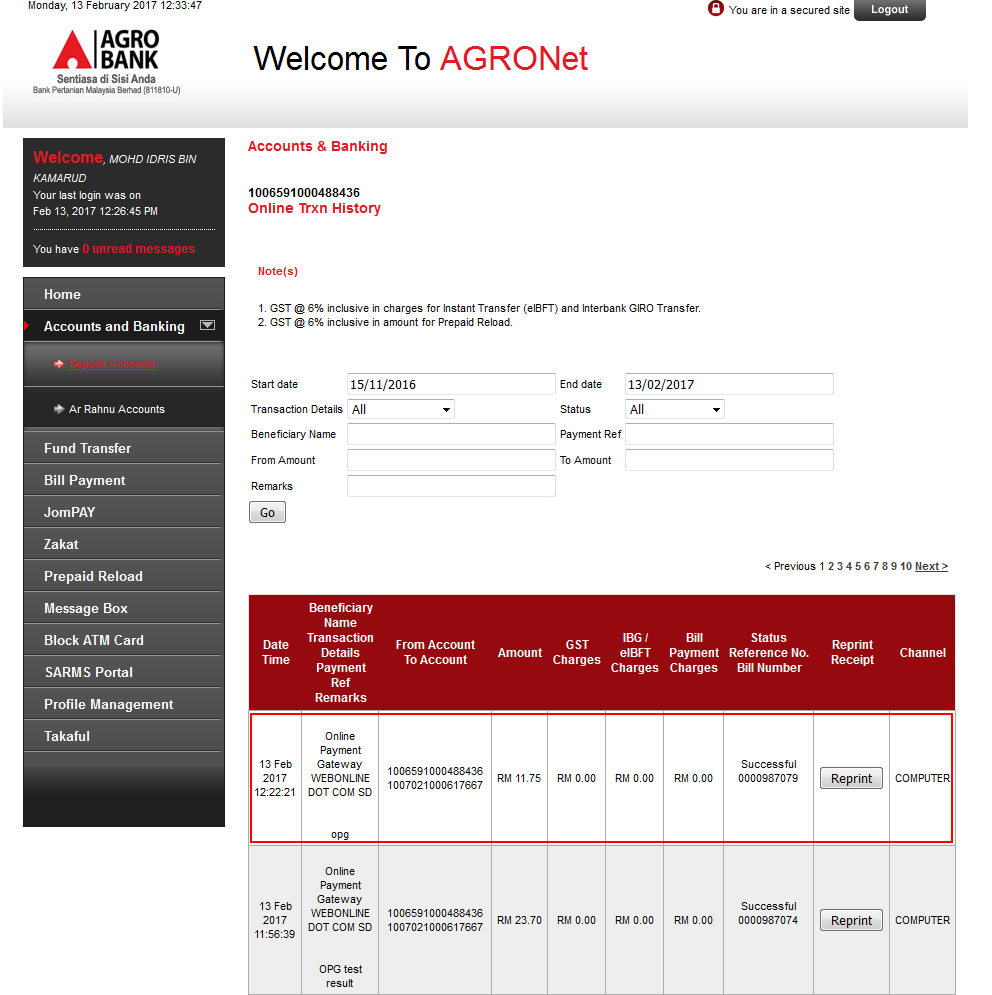 Monday, 13 February 2017 12:33:47
You are in a secured site
Logout
AGRO
BANK
Sentiasa di Sisi Anda
Bank Pertanian Malaysia Berhad (811810-U)
Welcome To AGRONet
Welcome, MOHD IDRIS BIN
KAMARUD
Your last login was on
Feb 13, 2017 12:26:45 PM
You have 0 unread messages
Home
Accounts and Banking
Deposit Accounts
Ar Rahnu Accounts
Fund Transfer
Bill Payment
JomPAY
Zakat
Prepaid Reload
Message Box
Block ATM Card
SARMS Portal
Profile Management
Takaful
Accounts & Banking
1006591000488436
Online Trxn History
Note(s)
1. GST @ 6% inclusive in charges for Instant Transfer (eIBFT) and Interbank GIRO Transfer.
2. GST @ 6% inclusive in amount for Prepaid Reload.
Start date 15/11/2016 End date 13/02/2017
Transaction Details All Status All
Beneficiary Name Payment Ref
From Amount To Amount
Remarks
Go
< Previous 1 2 3 4 5 6 7 8 9 10 Next >
Date
Time
Beneficiary
Name
Transaction
Details
Payment
Ref
Remarks
From Account
To Account
Amount
GST
Charges
IBG /
eIBFT
Charges
Bill
Payment
Charges
Status
Reference No.
Bill Number
Reprint
Receipt
Channel
13 Feb
2017
12:22:21
Online
Payment
Gateway
WEBONLINE
DOT COM SD
opg
1006591000488436
1007021000617667
RM 11.75
RM 0.00
RM 0.00
RM 0.00
Successful
0000987079
Reprint
COMPUTER
13 Feb
2017
11:56:39
Online
Payment
Gateway
WEBONLINE
DOT COM SD
OPG test
result
1006591000488436
1007021000617667
RM 23.70
RM 0.00
RM 0.00
RM 0.00
Successful
0000987074
Reprint
COMPUTER